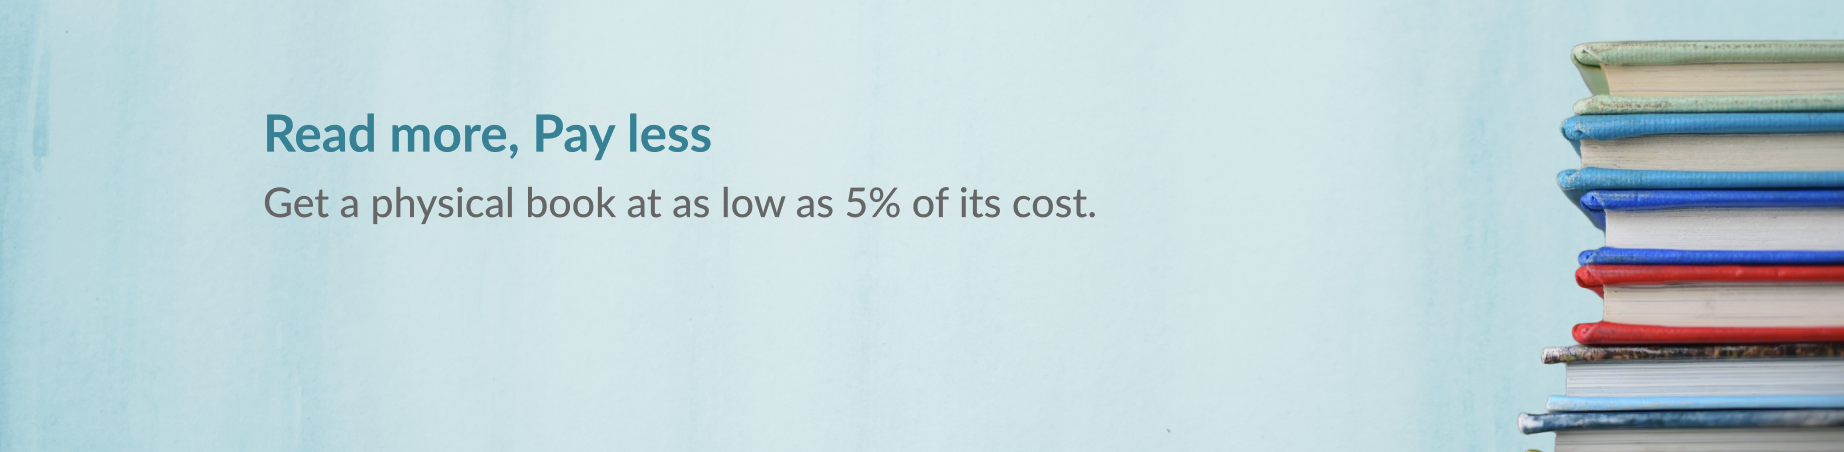 Read more, Pay less
Get a physical book at as low as 5% of its cost.